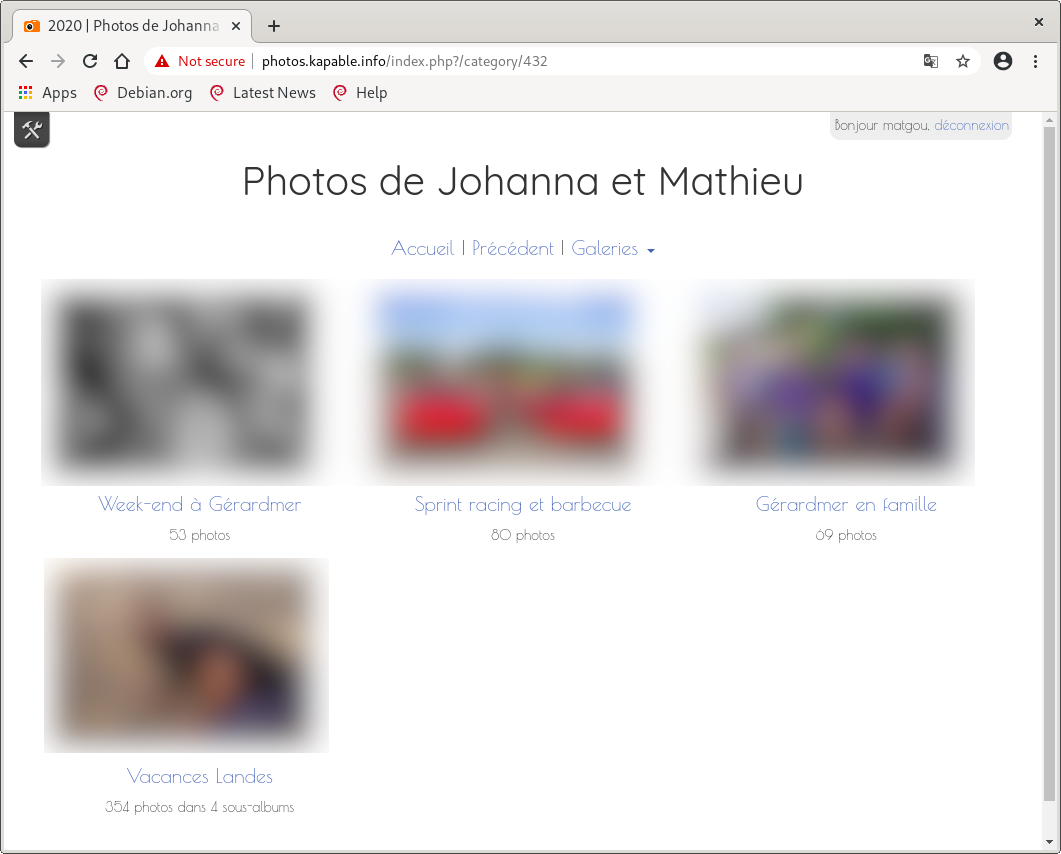 2020 | Photos de Johanna
Not secure photos.kapable.info/index.php?/category/432
Apps Debian.org Latest News Help
Bonjour matgou, déconnexion
Photos de Johanna et Mathieu
Accueil | Précédent | Galeries
Week-end à Gérardmer Sprint racing et barbecue Gérardmer en famille
53 photos 80 photos 69 photos
Vacances Landes
354 photos dans 4 sous-albums